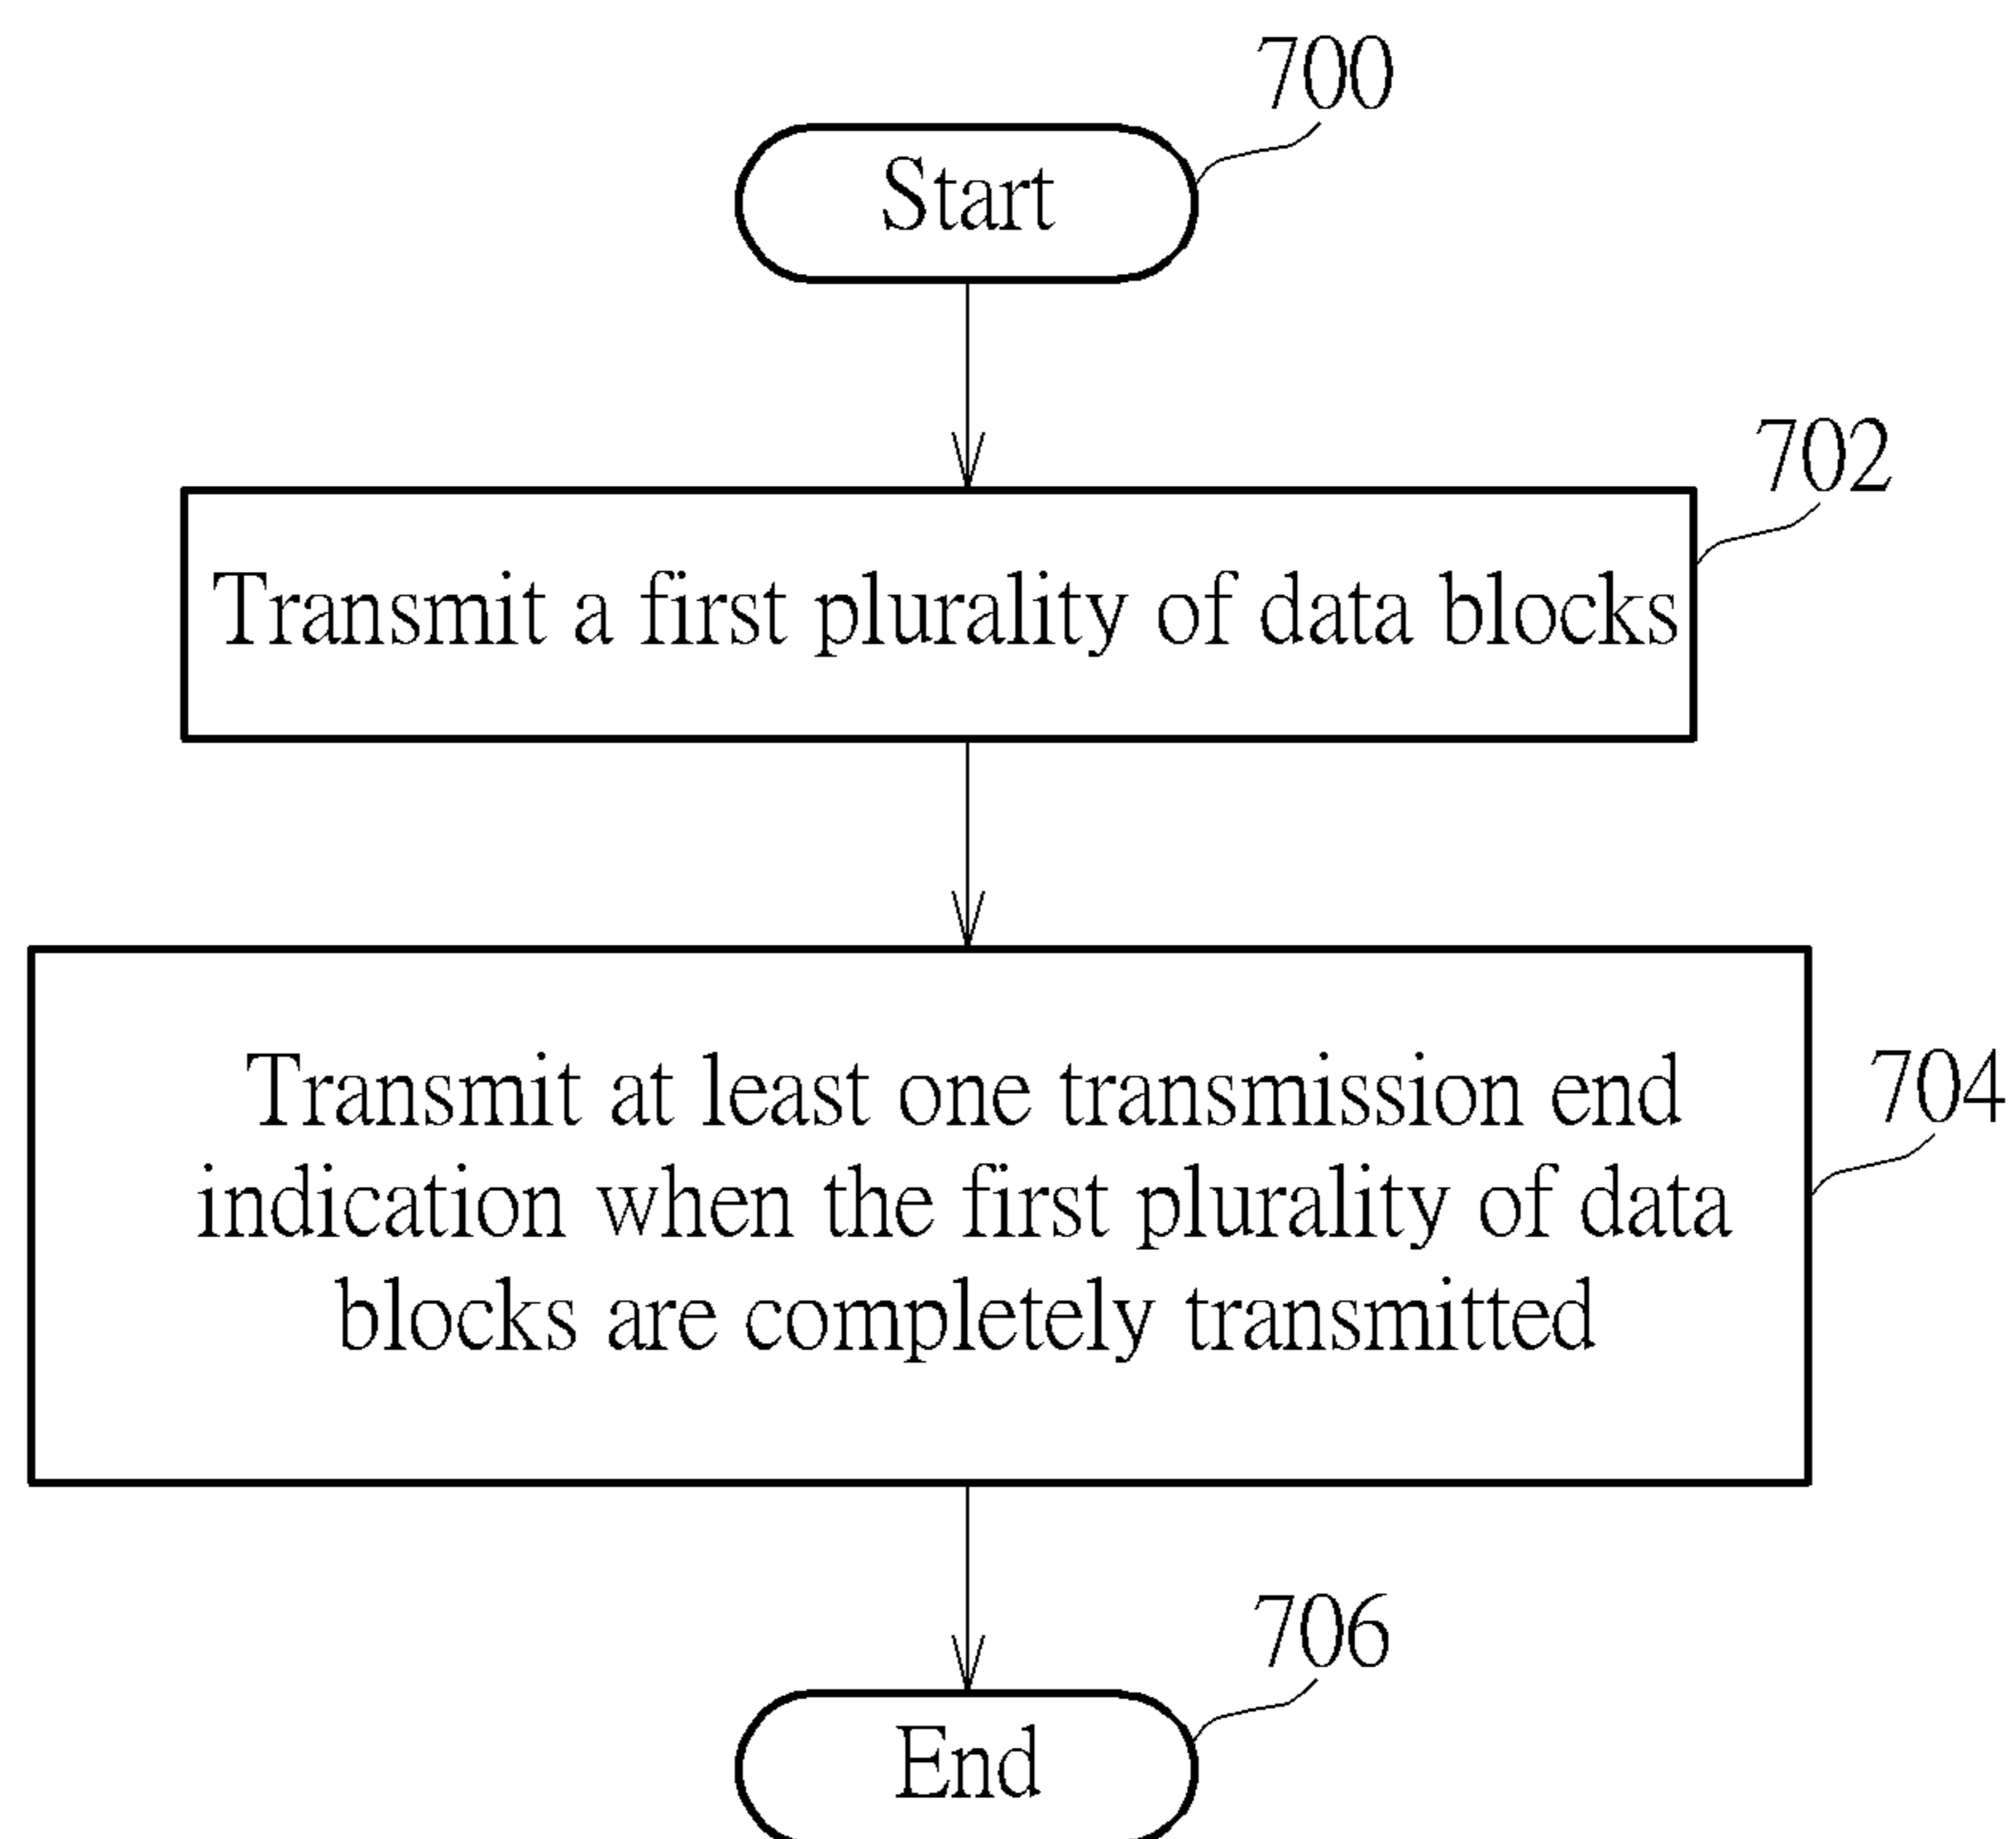 700
Start
702
Transmit a first plurality of data blocks
704
Transmit at least one transmission end
indication when the first plurality of data
blocks are completely transmitted
706
End